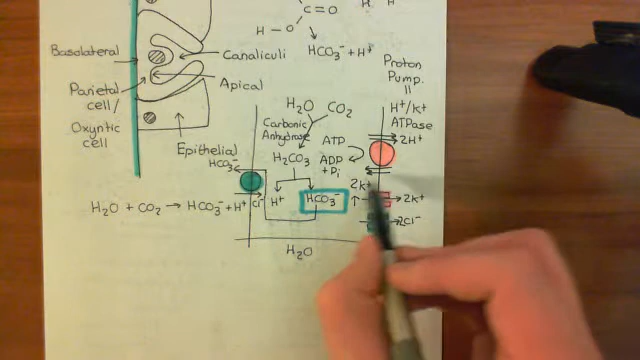 C=O
H-O
HCO₃⁻ + H⁺
Basolateral
Canaliculi
Parietal cell/
Oxyntic cell
Apical
Epithelial
Proton Pump.
=
H⁺/K⁺
ATPase
2H⁺
H₂O CO₂
Carbonic
Anhydrase
ATP
ADP
+ Pi
H₂CO₃
HCO₃⁻
2K⁺
H⁺ HCO₃⁻
2K⁺
Cl⁻
2Cl⁻
H₂O + CO₂ → HCO₃⁻ + H⁺
H₂O